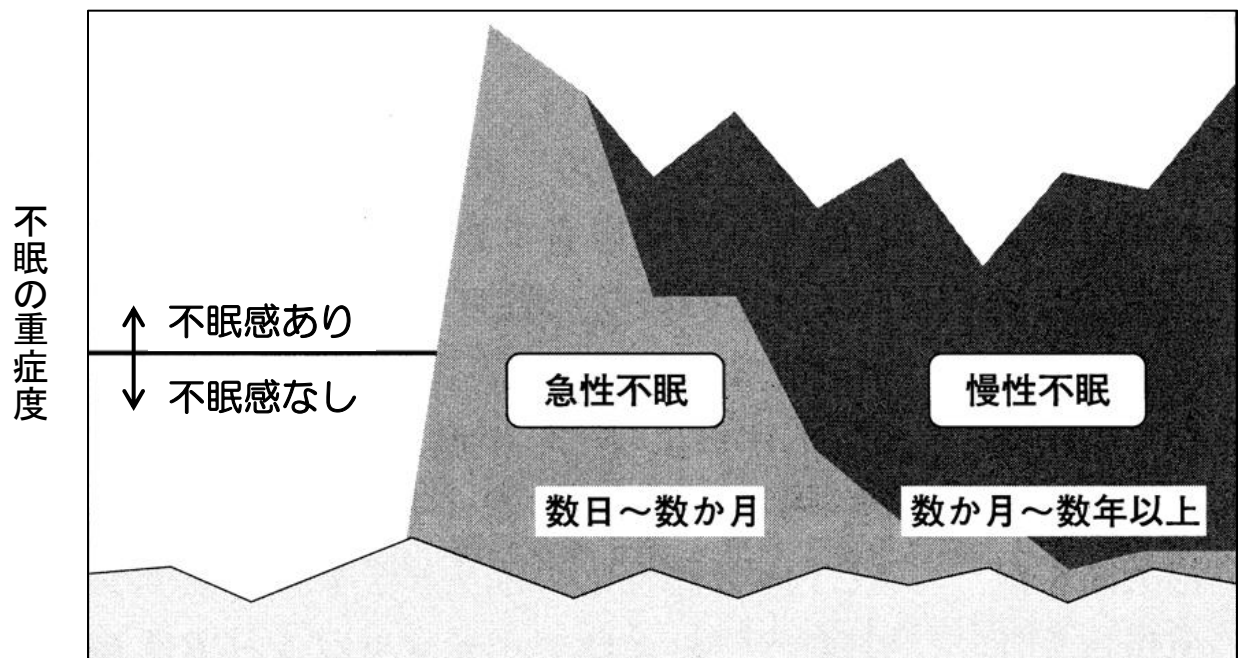 不眠の重症度
不眠感あり
不眠感なし
急性不眠
慢性不眠
数日〜数か月
数か月〜数年以上